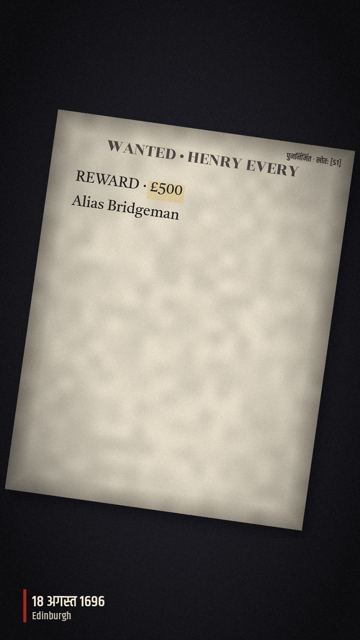 पुनर्निर्मित · स्रोत: [S1]
WANTED • HENRY EVERY
REWARD · £500
Alias Bridgeman
18 अगस्त 1696
Edinburgh